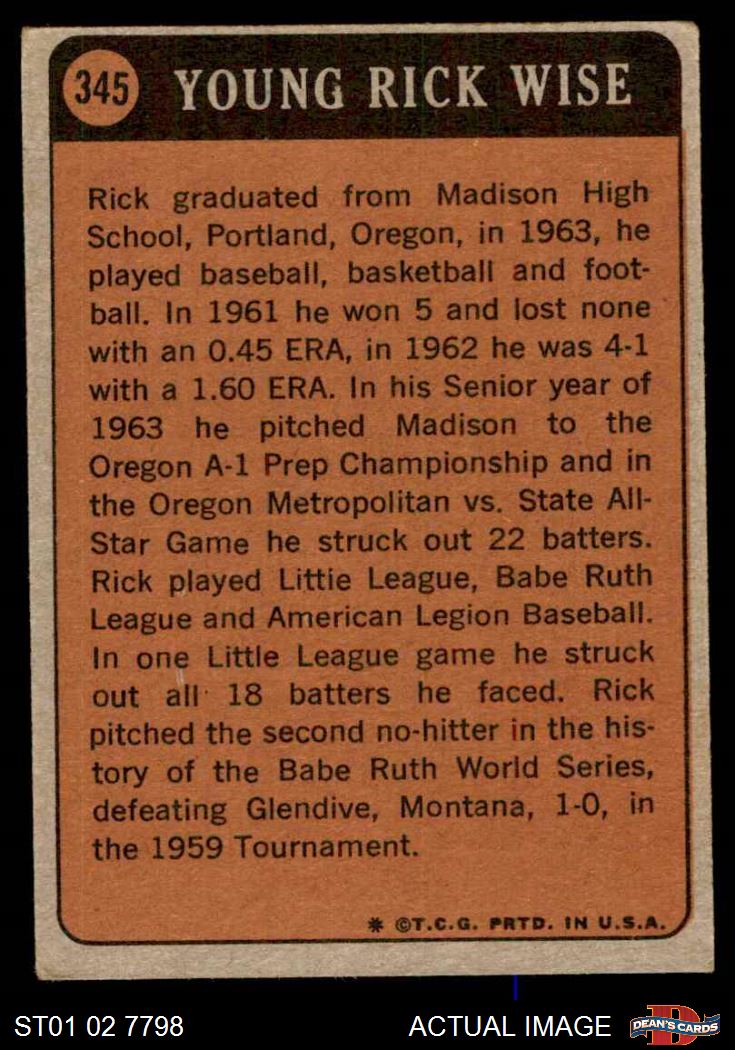 345 YOUNG RICK WISE
Rick graduated from Madison High
School, Portland, Oregon, in 1963, he
played baseball, basketball and foot-
ball. In 1961 he won 5 and lost none
with an 0.45 ERA, in 1962 he was 4-1
with a 1.60 ERA. In his Senior year of
1963 he pitched Madison to the
Oregon A-1 Prep Championship and in
the Oregon Metropolitan vs. State All-
Star Game he struck out 22 batters.
Rick played Littie League, Babe Ruth
League and American Legion Baseball.
In one Little League game he struck
out all 18 batters he faced. Rick
pitched the second no-hitter in the his-
tory of the Babe Ruth World Series,
defeating Glendive, Montana, 1-0, in
the 1959 Tournament.
* ©T.C.G. PRTD. IN U.S.A.
ST01 02 7798 ACTUAL IMAGE D DEAN'S CARDS